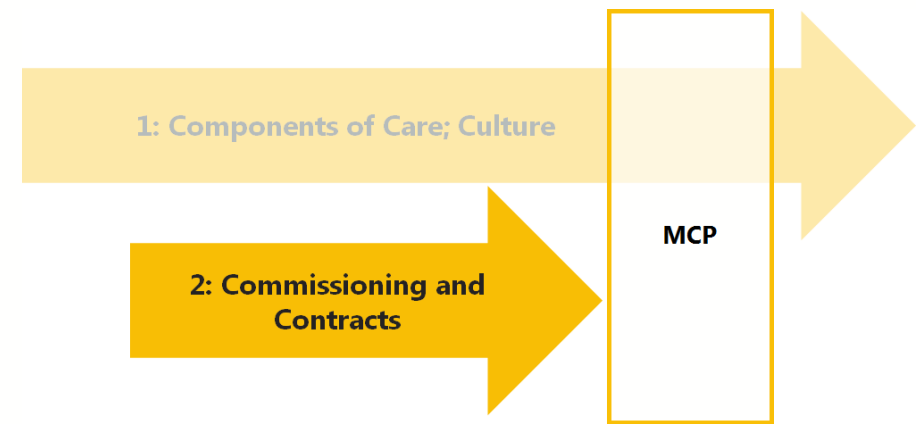 1: Components of Care; Culture
MCP
2: Commissioning and
Contracts